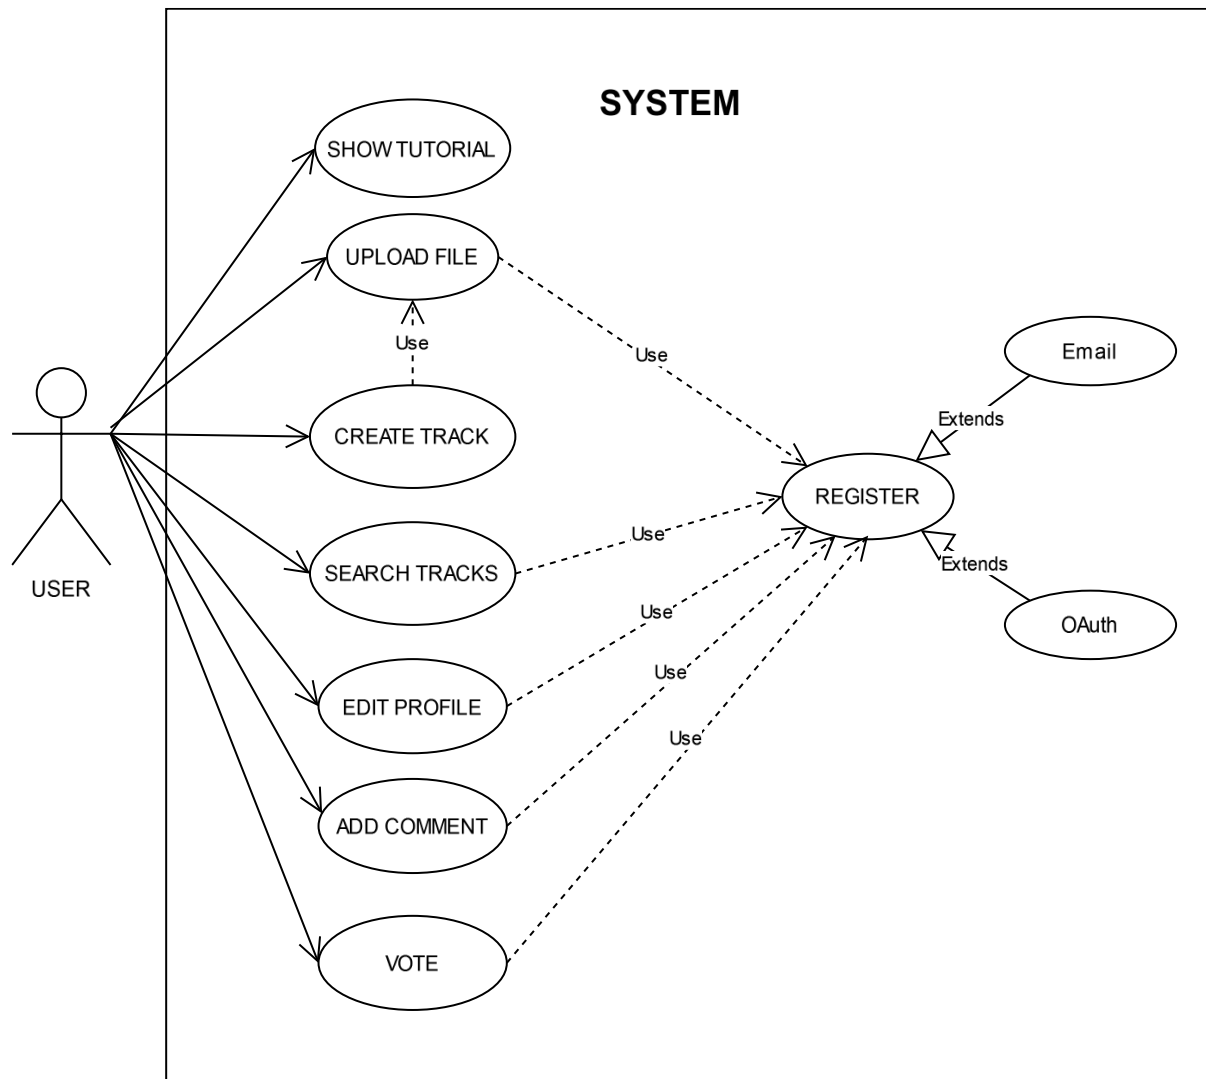 SYSTEM
SHOW TUTORIAL
UPLOAD FILE
Use
Use
Email
Extends
CREATE TRACK
REGISTER
Use
SEARCH TRACKS
Extends
USER
Use
OAuth
Use
EDIT PROFILE
Use
ADD COMMENT
VOTE